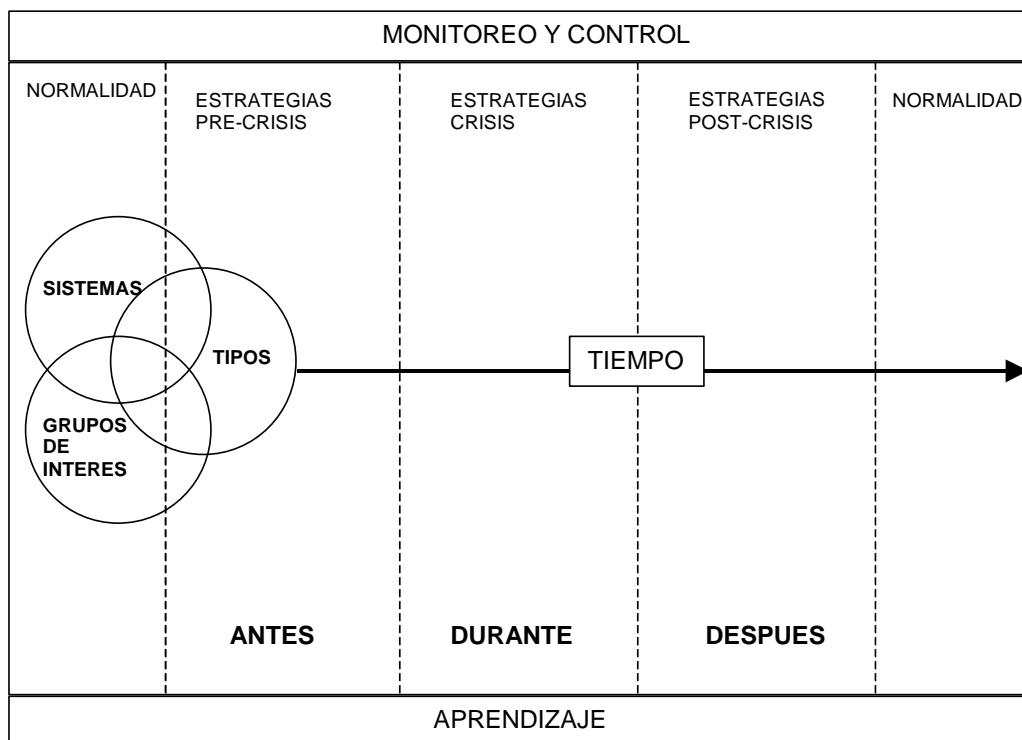 MONITOREO Y CONTROL
NORMALIDAD
ESTRATEGIAS
PRE-CRISIS
ESTRATEGIAS
CRISIS
ESTRATEGIAS
POST-CRISIS
NORMALIDAD
SISTEMAS
TIPOS
TIEMPO
GRUPOS
DE
INTERES
ANTES
DURANTE
DESPUES
APRENDIZAJE